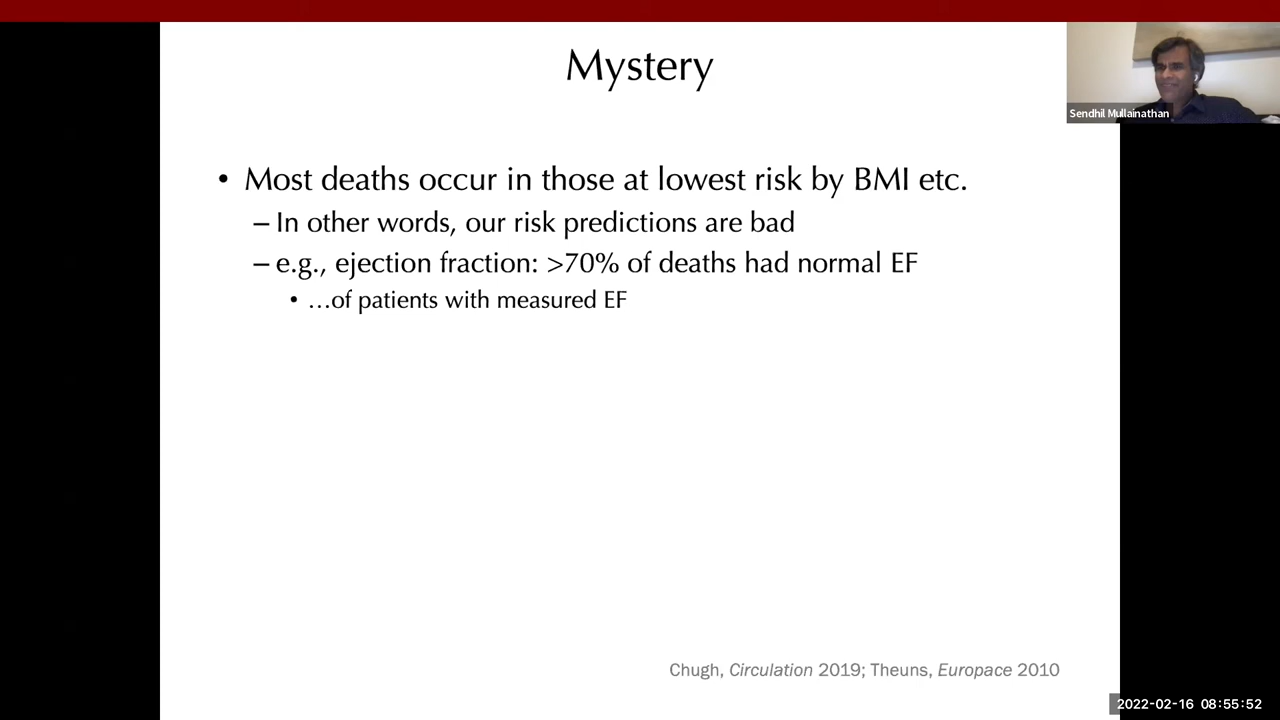 Mystery
Sendhil Mullainathan
• Most deaths occur in those at lowest risk by BMI etc.
– In other words, our risk predictions are bad
– e.g., ejection fraction: >70% of deaths had normal EF
• …of patients with measured EF
Chugh, Circulation 2019; Theuns, Europace 2010
2022-02-16 08:55:52